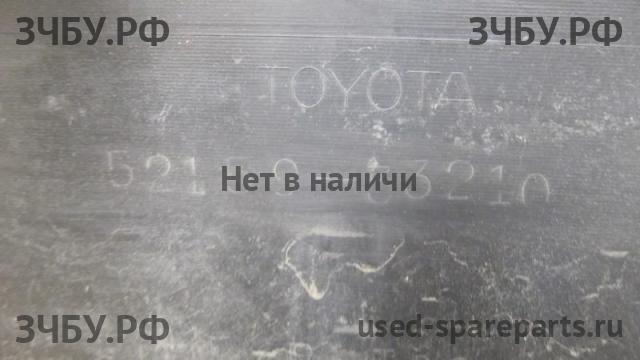 ЗЧБУ.РФ ЗЧБУ.РФ
TOYOTA
Нет в наличи
ЗЧБУ.РФ used-spareparts.ru